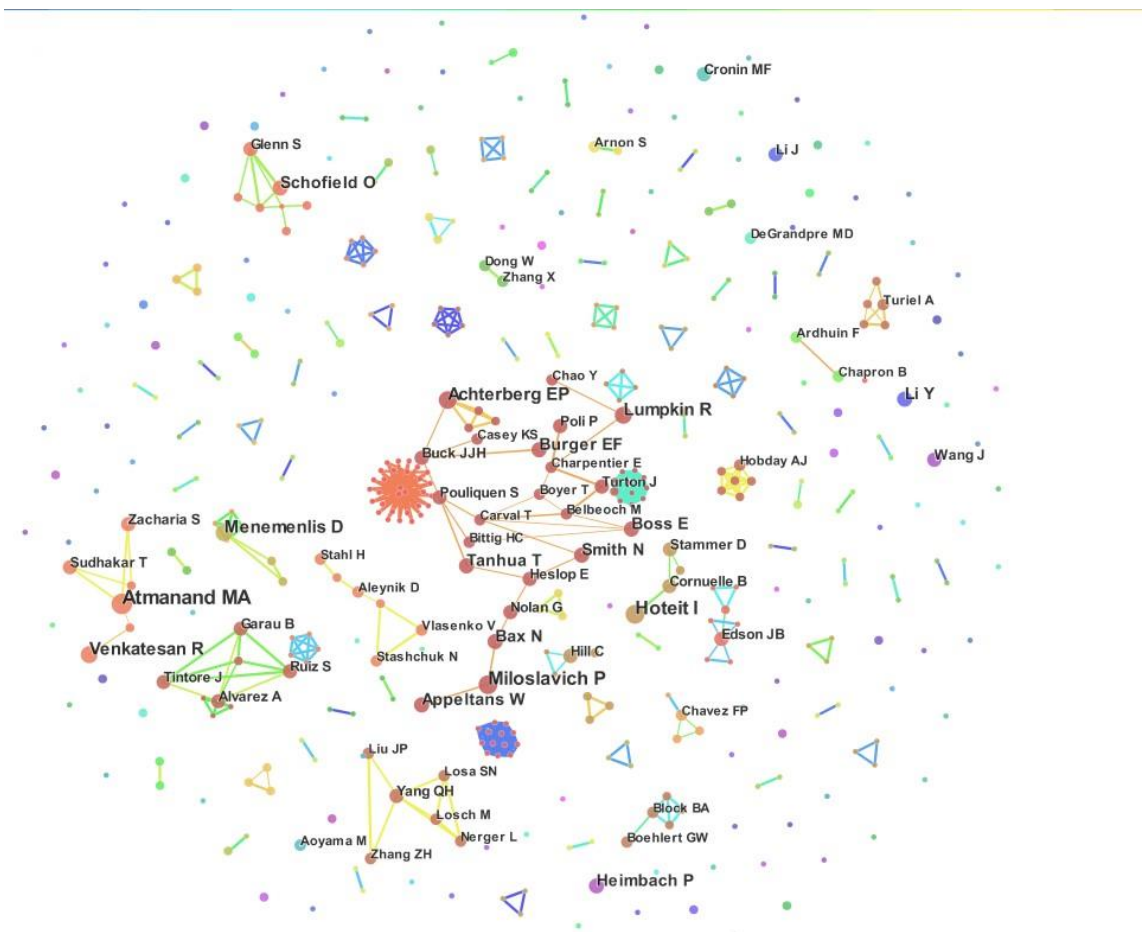 Cronin MF
Glenn S
Arnon S
Li J
Schofield O
DeGrandpre MD
Dong W
Zhang X
Turiel A
Ardhuin F
Chapron B
Chao Y
Achterberg EP
Li Y
Lumpkin R
Poli P
Casey KS
Burger EF
Buck JJH
Wang J
Charpentier E
Hobday AJ
Turton J
Pouliquen S
Boyer T
Belbeoch M
Carval T
Zacharia S
Menemenlis D
Boss E
Bittig HC
Stammer D
Smith N
Stahl H
Sudhakar T
Tanhua T
Heslop E
Cornuelle B
Aleynik D
Atmanand MA
Nolan G
Hoteit I
Garau B
Vlasenko V
Edson JB
Bax N
Venkatesan R
Hill C
Stashchuk N
Ruiz S
Tintore J
Miloslavich P
Alvarez A
Appeltans W
Chavez FP
Liu JP
Losa SN
Yang QH
Block BA
Losch M
Nerger L
Boehlert GW
Aoyama M
Zhang ZH
Heimbach P